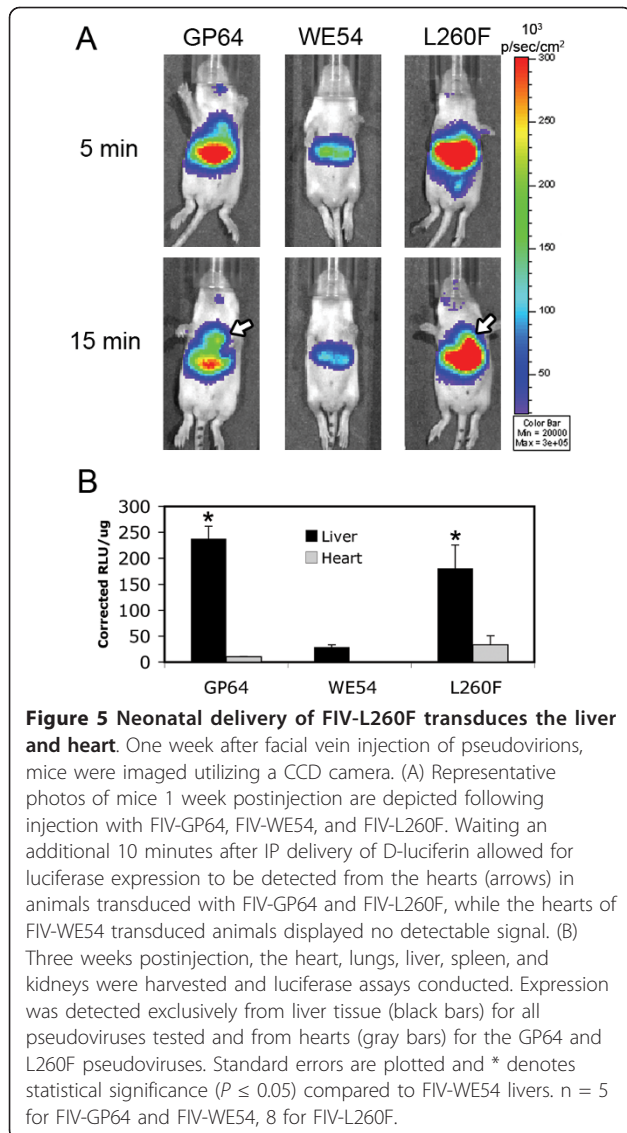 A
GP64 WE54 L260F
10³
p/sec/cm²
300
5 min
250
200
150
15 min
100
50
Color Bar
Min = 20000
Max = 3e+05
B
300
250
200
150
100
50
0
Corrected RLU/ug
* *
Liver
Heart
GP64 WE54 L260F
Figure 5 Neonatal delivery of FIV-L260F transduces the liver
and heart. One week after facial vein injection of pseudovirions,
mice were imaged utilizing a CCD camera. (A) Representative
photos of mice 1 week postinjection are depicted following
injection with FIV-GP64, FIV-WE54, and FIV-L260F. Waiting an
additional 10 minutes after IP delivery of D-luciferin allowed for
luciferase expression to be detected from the hearts (arrows) in
animals transduced with FIV-GP64 and FIV-L260F, while the hearts of
FIV-WE54 transduced animals displayed no detectable signal. (B)
Three weeks postinjection, the heart, lungs, liver, spleen, and
kidneys were harvested and luciferase assays conducted. Expression
was detected exclusively from liver tissue (black bars) for all
pseudoviruses tested and from hearts (gray bars) for the GP64 and
L260F pseudoviruses. Standard errors are plotted and * denotes
statistical significance (P ≤ 0.05) compared to FIV-WE54 livers. n = 5
for FIV-GP64 and FIV-WE54, 8 for FIV-L260F.